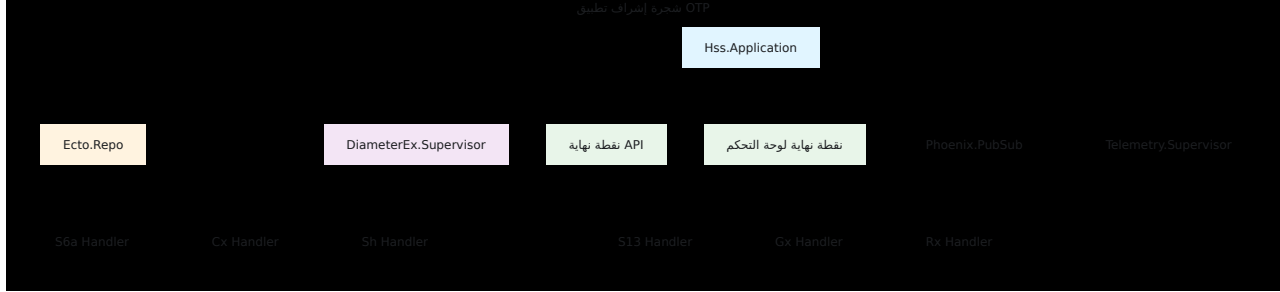 شجرة إشراف تطبيق OTP
Hss.Application
Ecto.Repo
DiameterEx.Supervisor
نقطة نهاية API
نقطة نهاية لوحة التحكم
Phoenix.PubSub
Telemetry.Supervisor
S6a Handler
Cx Handler
Sh Handler
S13 Handler
Gx Handler
Rx Handler